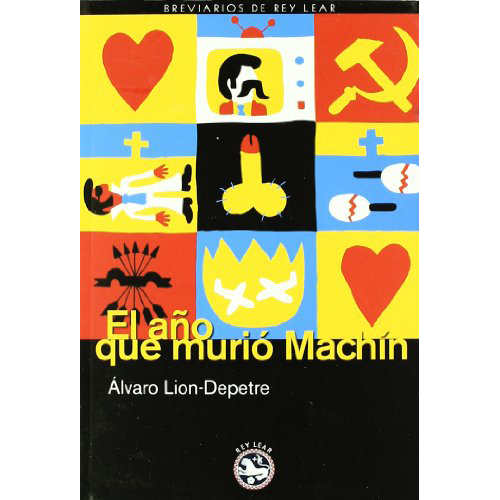 BREVIARIOS DE REY LEAR
El año
que murió Machín
Álvaro Lion-Depetre
REY LEAR